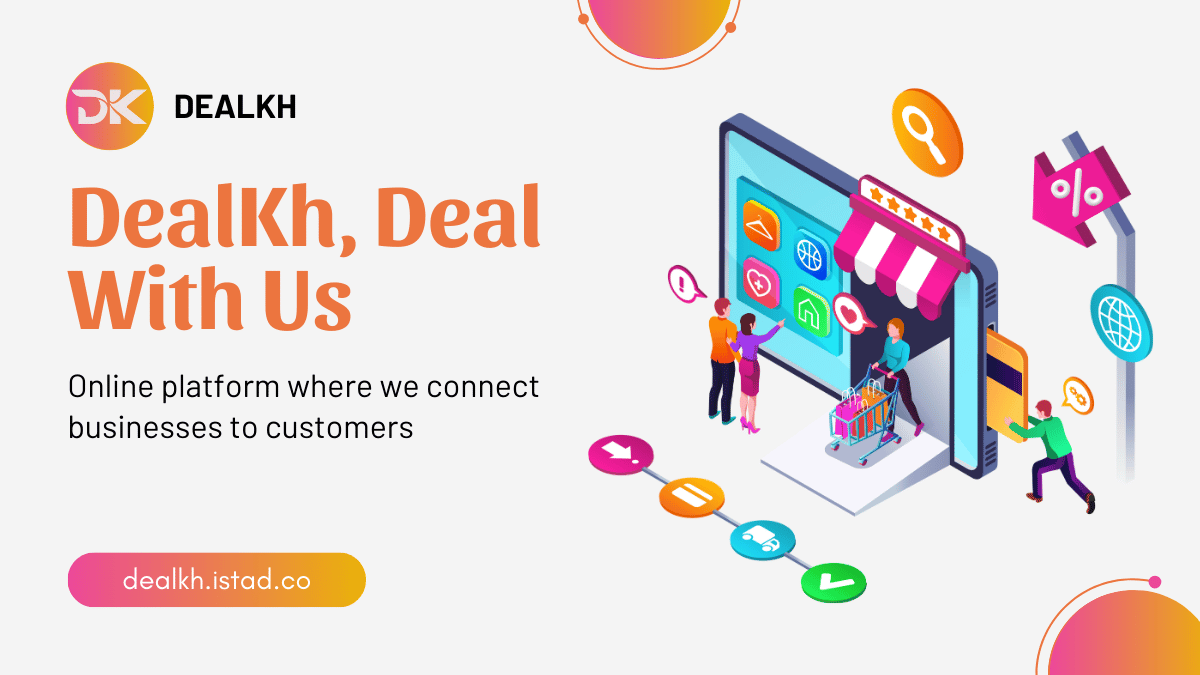 DK
DEALKH
DealKh, Deal
With Us
Online platform where we connect
businesses to customers
dealkh.istad.co
%
!